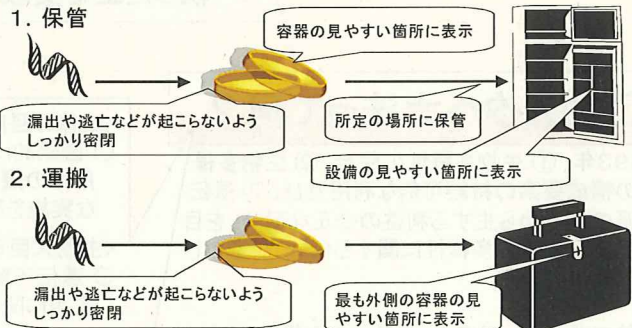 1. 保管
容器の見やすい箇所に表示
漏出や逃亡などが起こらないよう
しっかり密閉
所定の場所に保管
設備の見やすい箇所に表示
2. 運搬
漏出や逃亡などが起こらないよう
しっかり密閉
最も外側の容器の見
やすい箇所に表示